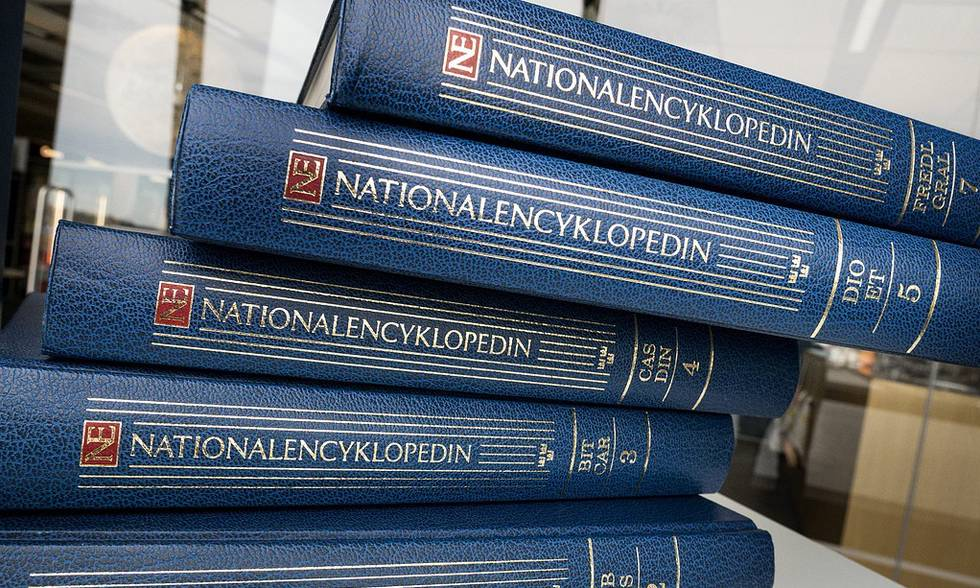 NE NATIONALENCYKLOPEDIN
FREDL
GRAL
7
NE NATIONALENCYKLOPEDIN
DIO
ET
5
NE NATIONALENCYKLOPEDIN
CAS
DIN
4
NE NATIONALENCYKLOPEDIN
BIT
CAR
3
2